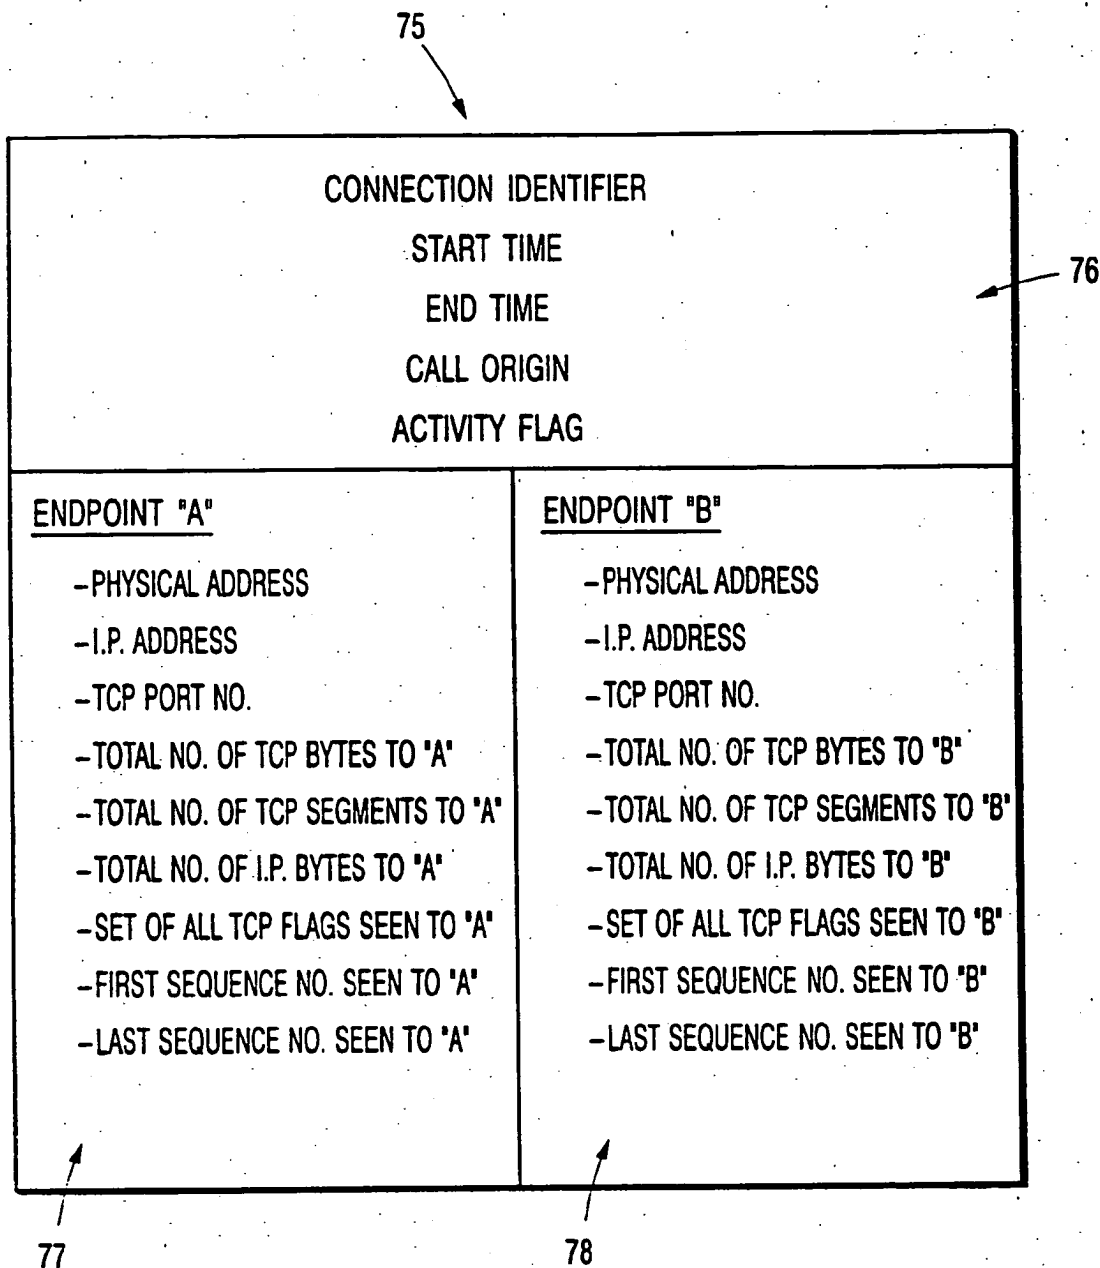 75
CONNECTION IDENTIFIER
START TIME
END TIME
CALL ORIGIN
ACTIVITY FLAG
76
ENDPOINT "A"
-PHYSICAL ADDRESS
-I.P. ADDRESS
-TCP PORT NO.
-TOTAL NO. OF TCP BYTES TO "A"
-TOTAL NO. OF TCP SEGMENTS TO "A"
-TOTAL NO. OF I.P. BYTES TO "A"
-SET OF ALL TCP FLAGS SEEN TO "A"
-FIRST SEQUENCE NO. SEEN TO "A"
-LAST SEQUENCE NO. SEEN TO "A"
77
ENDPOINT "B"
-PHYSICAL ADDRESS
-I.P. ADDRESS
-TCP PORT NO.
-TOTAL NO. OF TCP BYTES TO "B"
-TOTAL NO. OF TCP SEGMENTS TO "B"
-TOTAL NO. OF I.P. BYTES TO "B"
-SET OF ALL TCP FLAGS SEEN TO "B"
-FIRST SEQUENCE NO. SEEN TO "B"
-LAST SEQUENCE NO. SEEN TO "B"
78